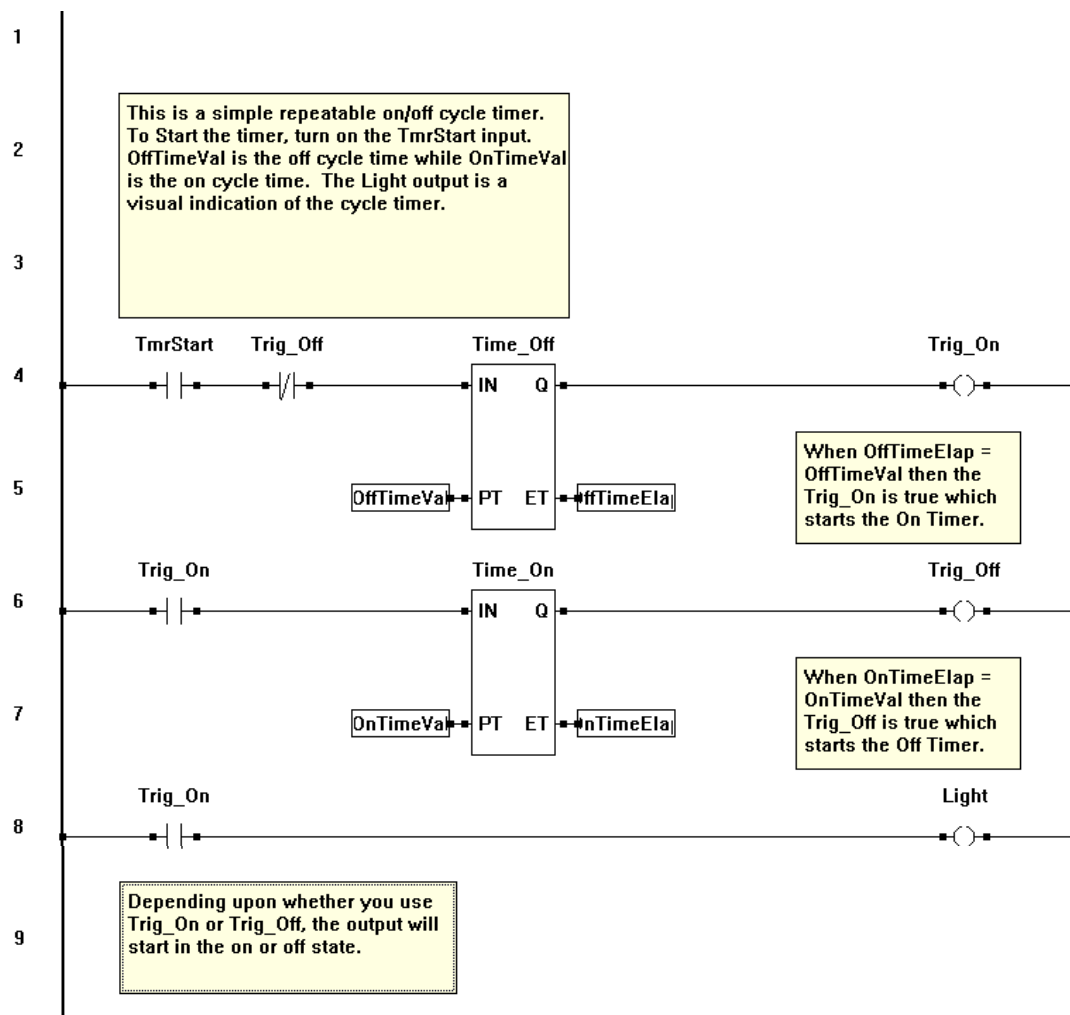 1
This is a simple repeatable on/off cycle timer.
To Start the timer, turn on the TmrStart input.
2
OffTimeVal is the off cycle time while OnTimeVal
is the on cycle time.  The Light output is a
visual indication of the cycle timer.
3
TmrStart Trig_Off Time_Off Trig_On
4
IN Q
When OffTimeElap =
OffTimeVal then the
Trig_On is true which
starts the On Timer.
5
OffTimeVal PT ET ffTimeElap
Trig_On Time_On Trig_Off
6
IN Q
When OnTimeElap =
OnTimeVal then the
Trig_Off is true which
starts the Off Timer.
7
OnTimeVal PT ET nTimeElap
Trig_On Light
8
Depending upon whether you use
Trig_On or Trig_Off, the output will
start in the on or off state.
9